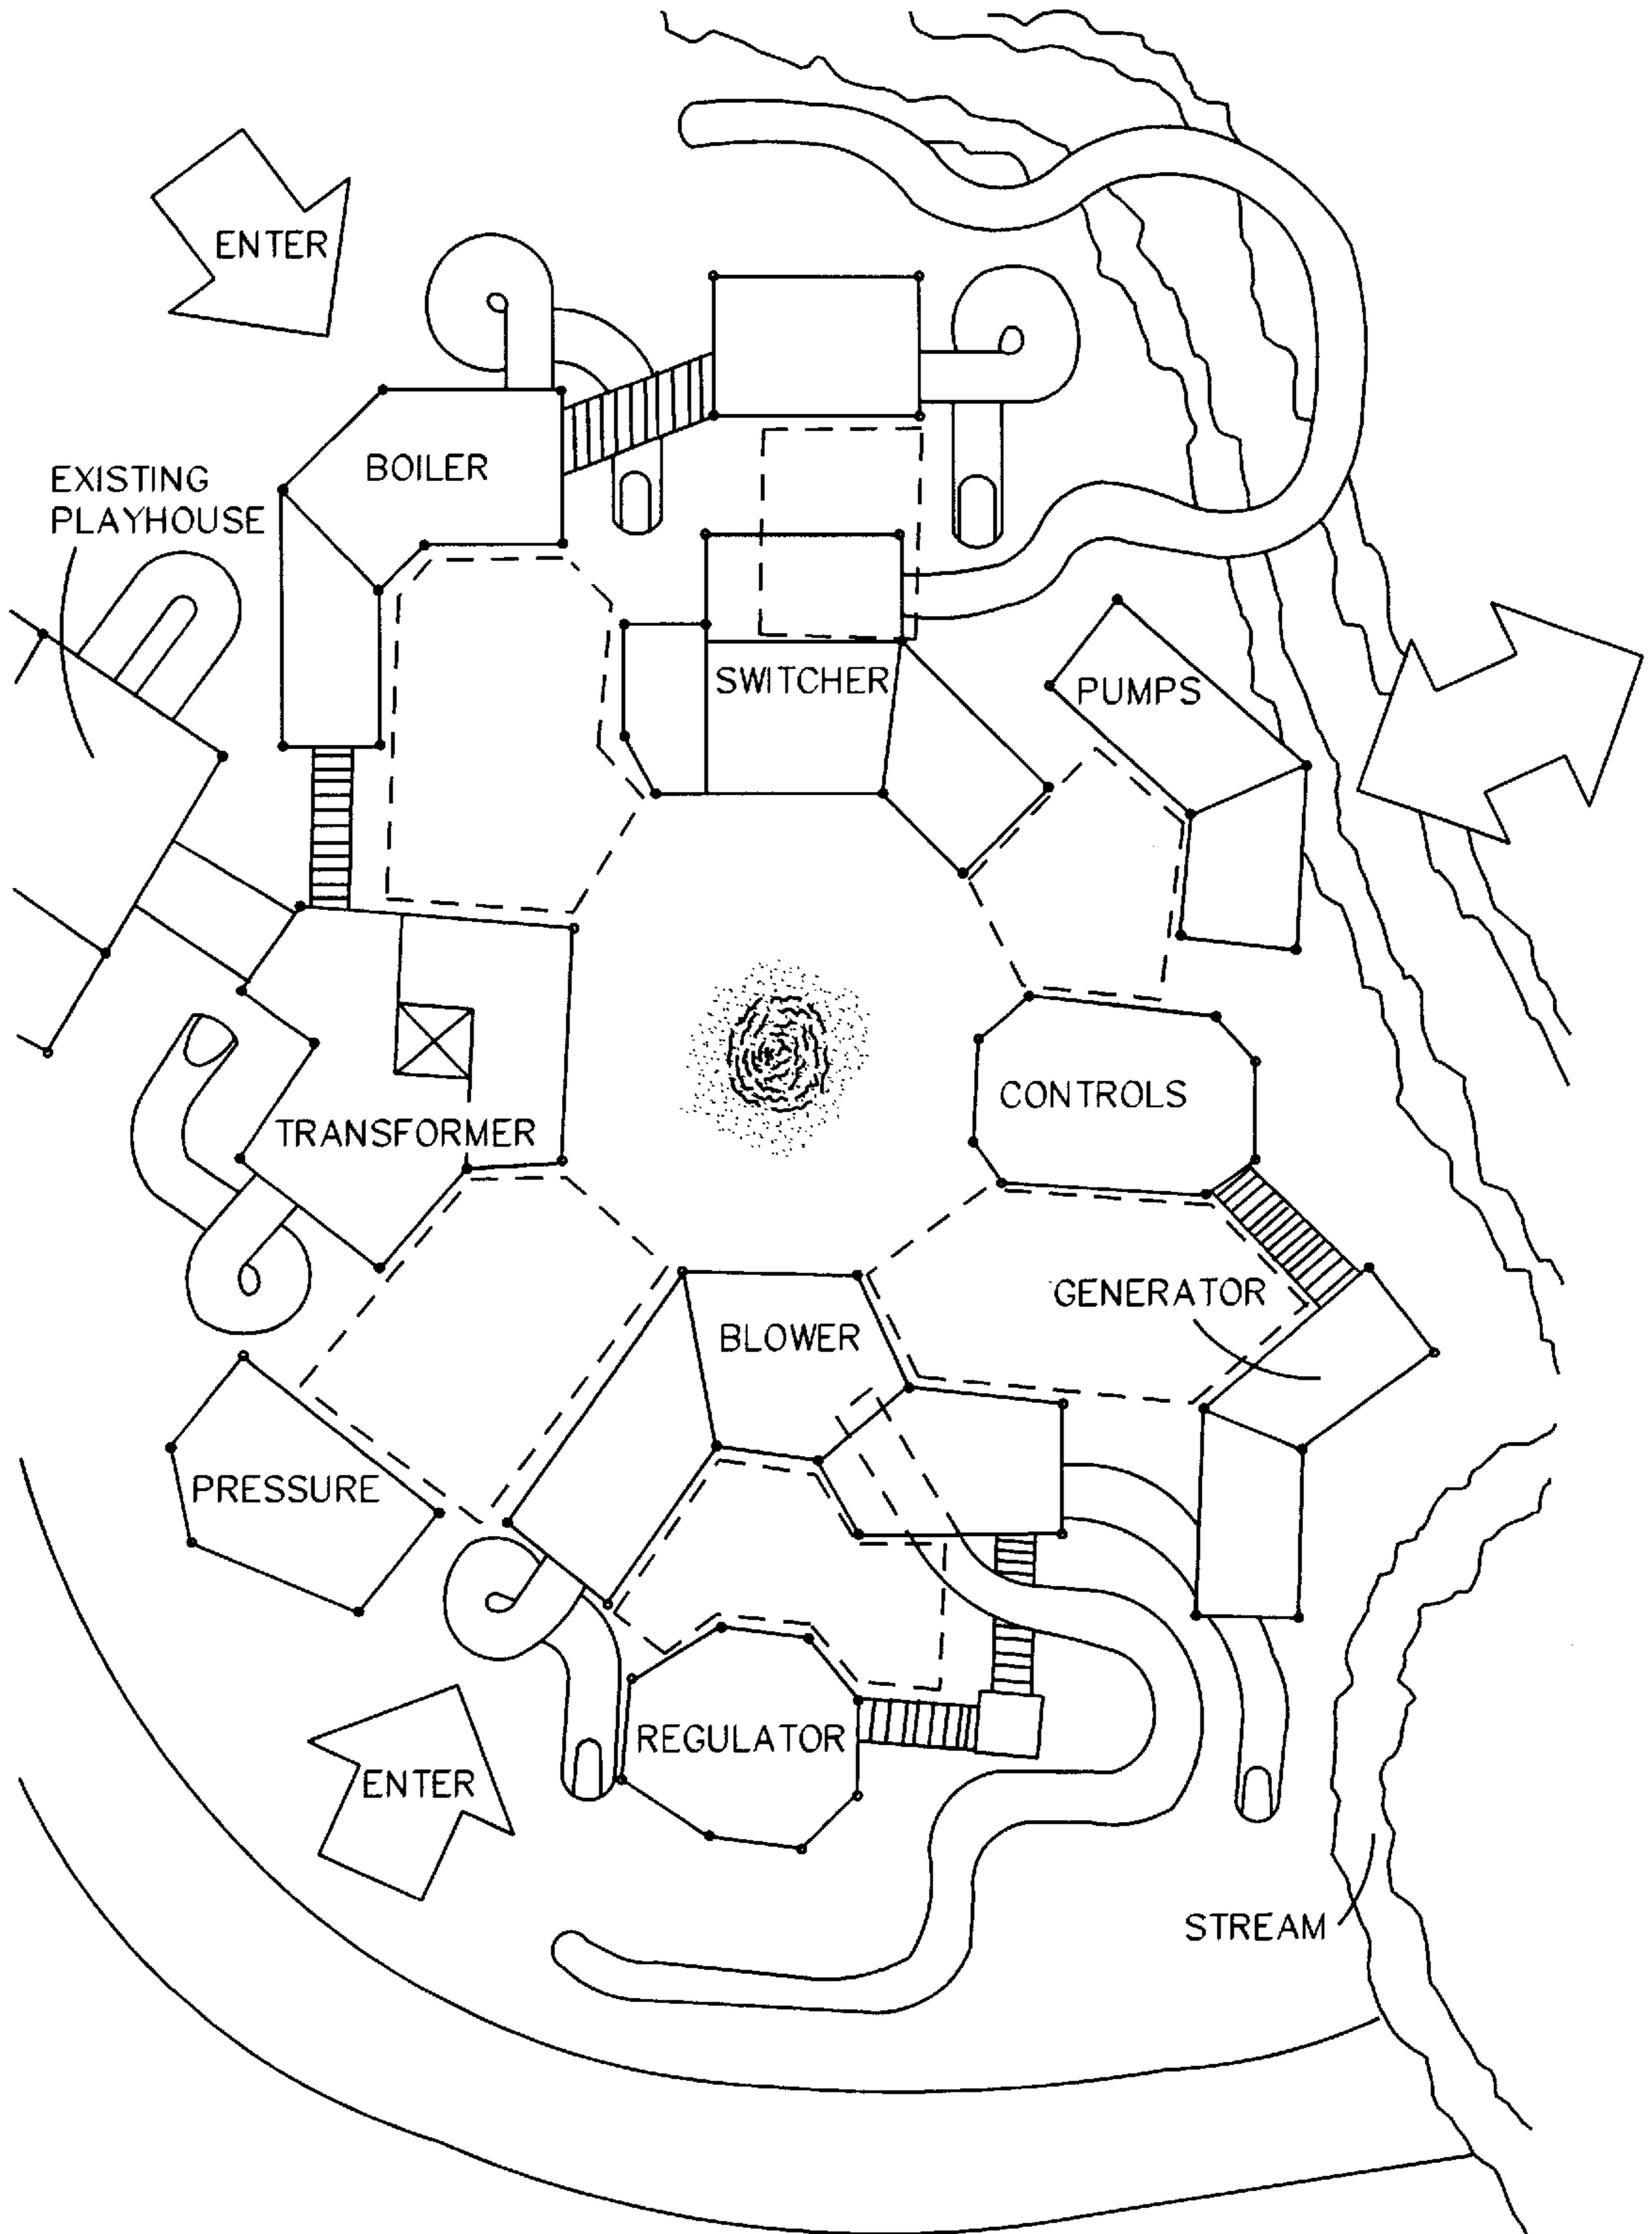 ENTER
BOILER
EXISTING
PLAYHOUSE
SWITCHER
PUMPS
CONTROLS
TRANSFORMER
GENERATOR
BLOWER
PRESSURE
REGULATOR
ENTER
STREAM